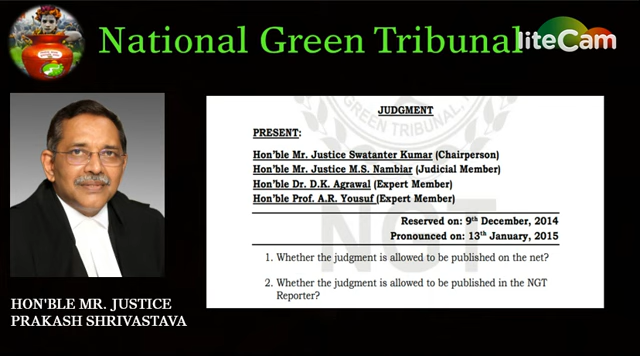 National Green Tribunal
liteCam
GREEN TRIBUNAL,
JUDGMENT
PRESENT:
Hon'ble Mr. Justice Swatanter Kumar (Chairperson)
Hon'ble Mr. Justice M.S. Nambiar (Judicial Member)
Hon'ble Dr. D.K. Agrawal (Expert Member)
Hon'ble Prof. A.R. Yousuf (Expert Member)
Reserved on: 9th December, 2014
Pronounced on: 13th January, 2015
NGT
1. Whether the judgment is allowed to be published on the net?
2. Whether the judgment is allowed to be published in the NGT
Reporter?
HON'BLE MR. JUSTICE
PRAKASH SHRIVASTAVA